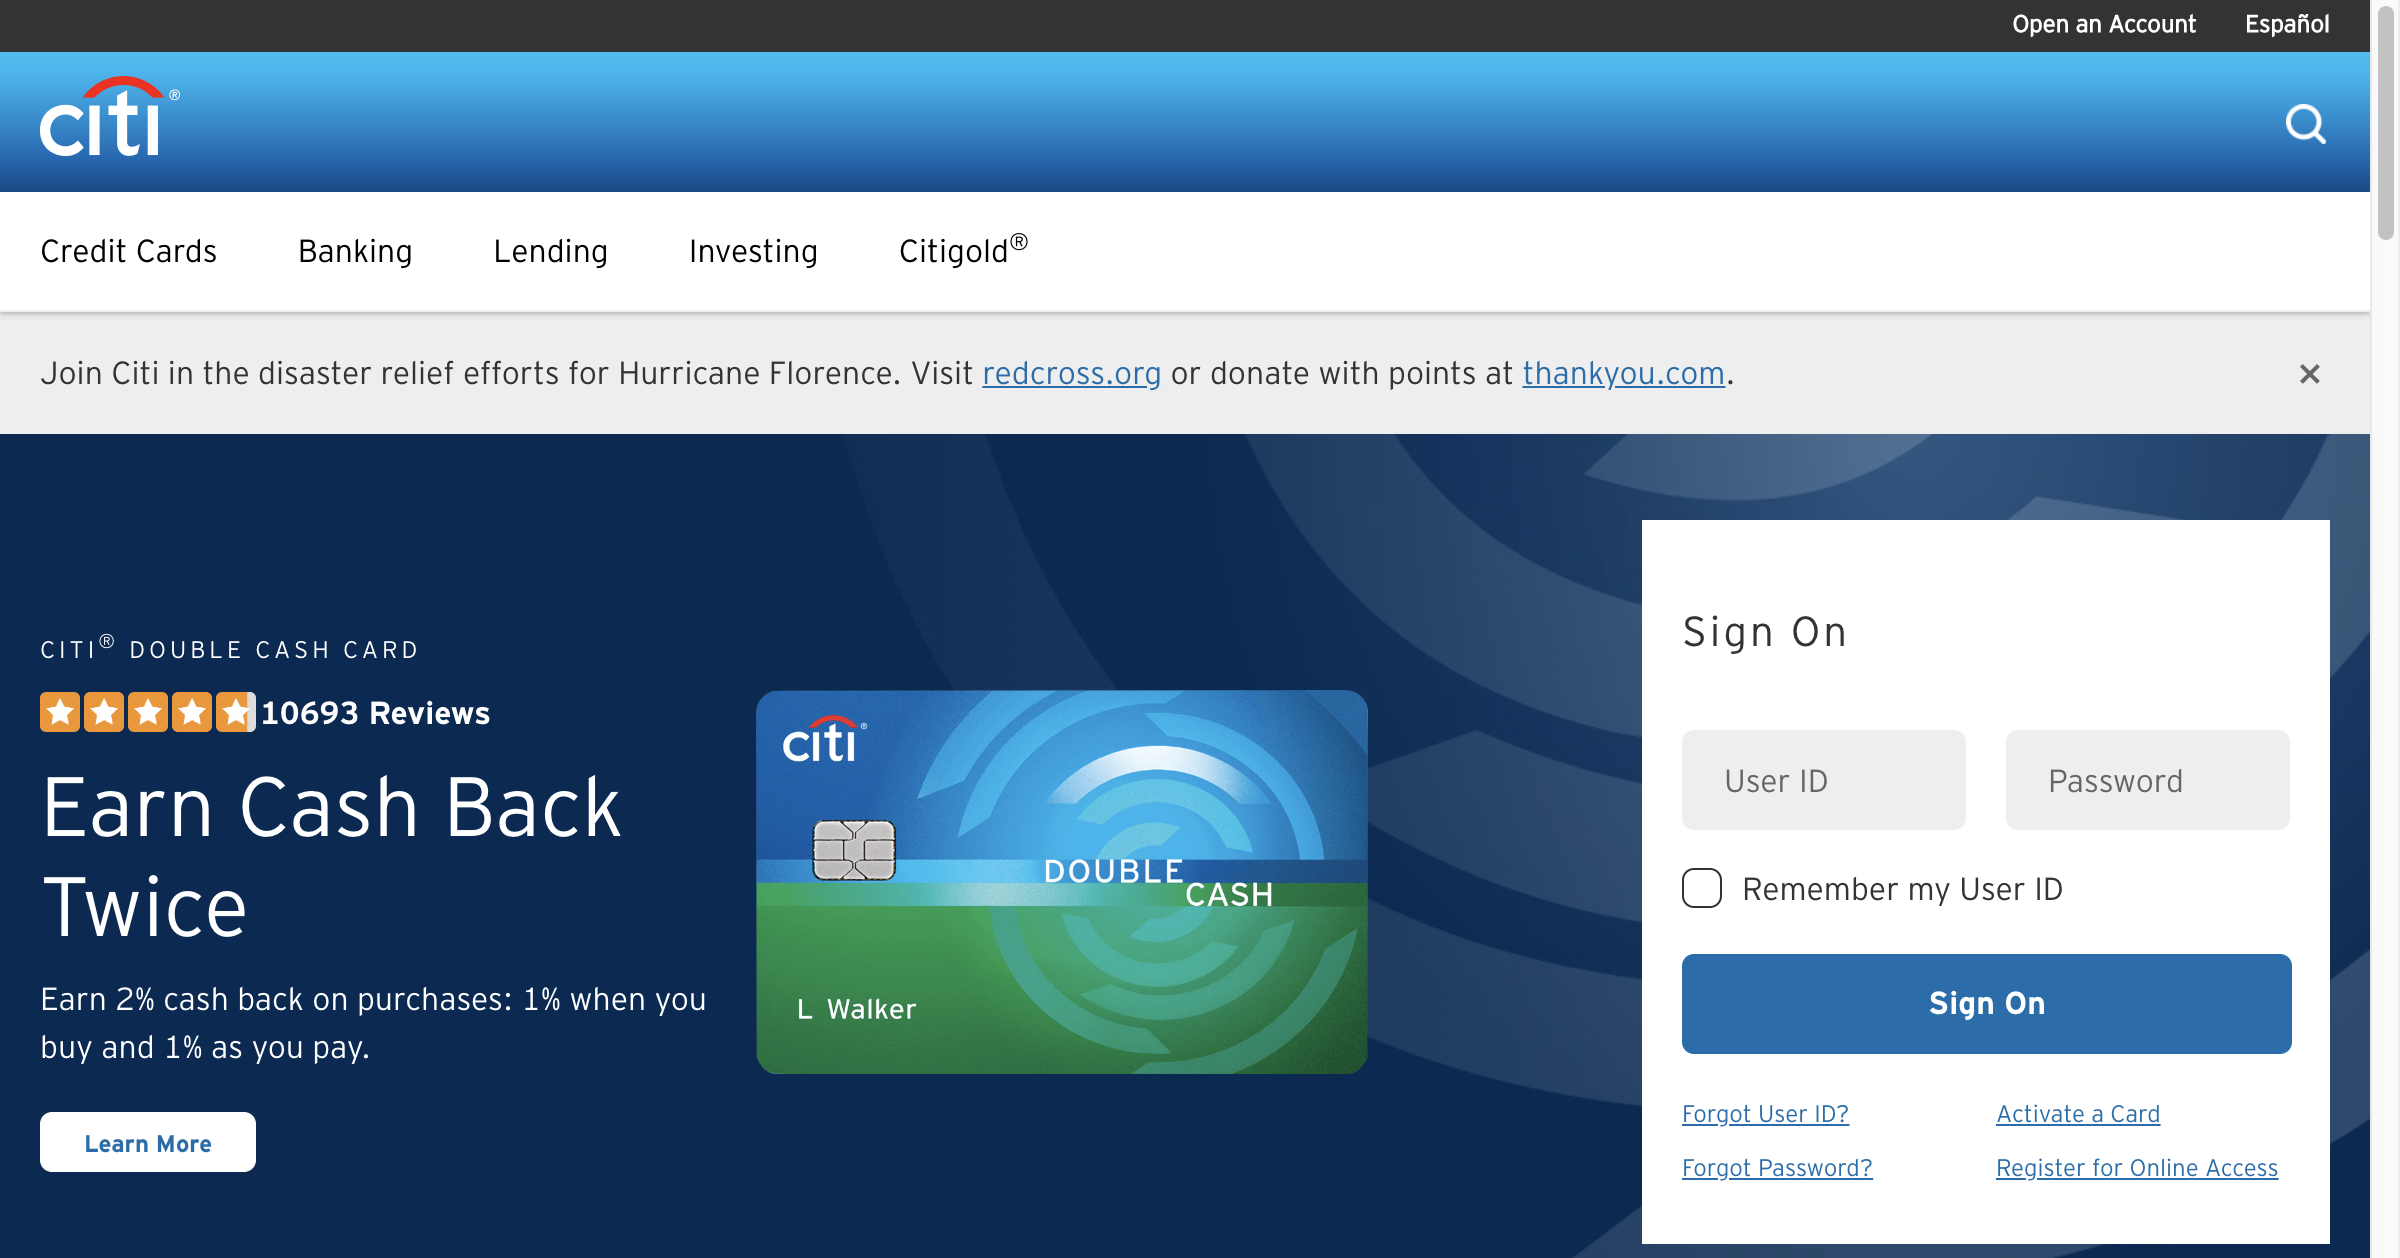 Open an Account Español
citi®
Credit Cards Banking Lending Investing Citigold®
Join Citi in the disaster relief efforts for Hurricane Florence. Visit redcross.org or donate with points at thankyou.com.
CITI® DOUBLE CASH CARD
10693 Reviews
Earn Cash Back
Twice
Earn 2% cash back on purchases: 1% when you
buy and 1% as you pay.
Learn More
citi®
DOUBLE
CASH
L Walker
Sign On
User ID Password
Remember my User ID
Sign On
Forgot User ID? Activate a Card
Forgot Password? Register for Online Access